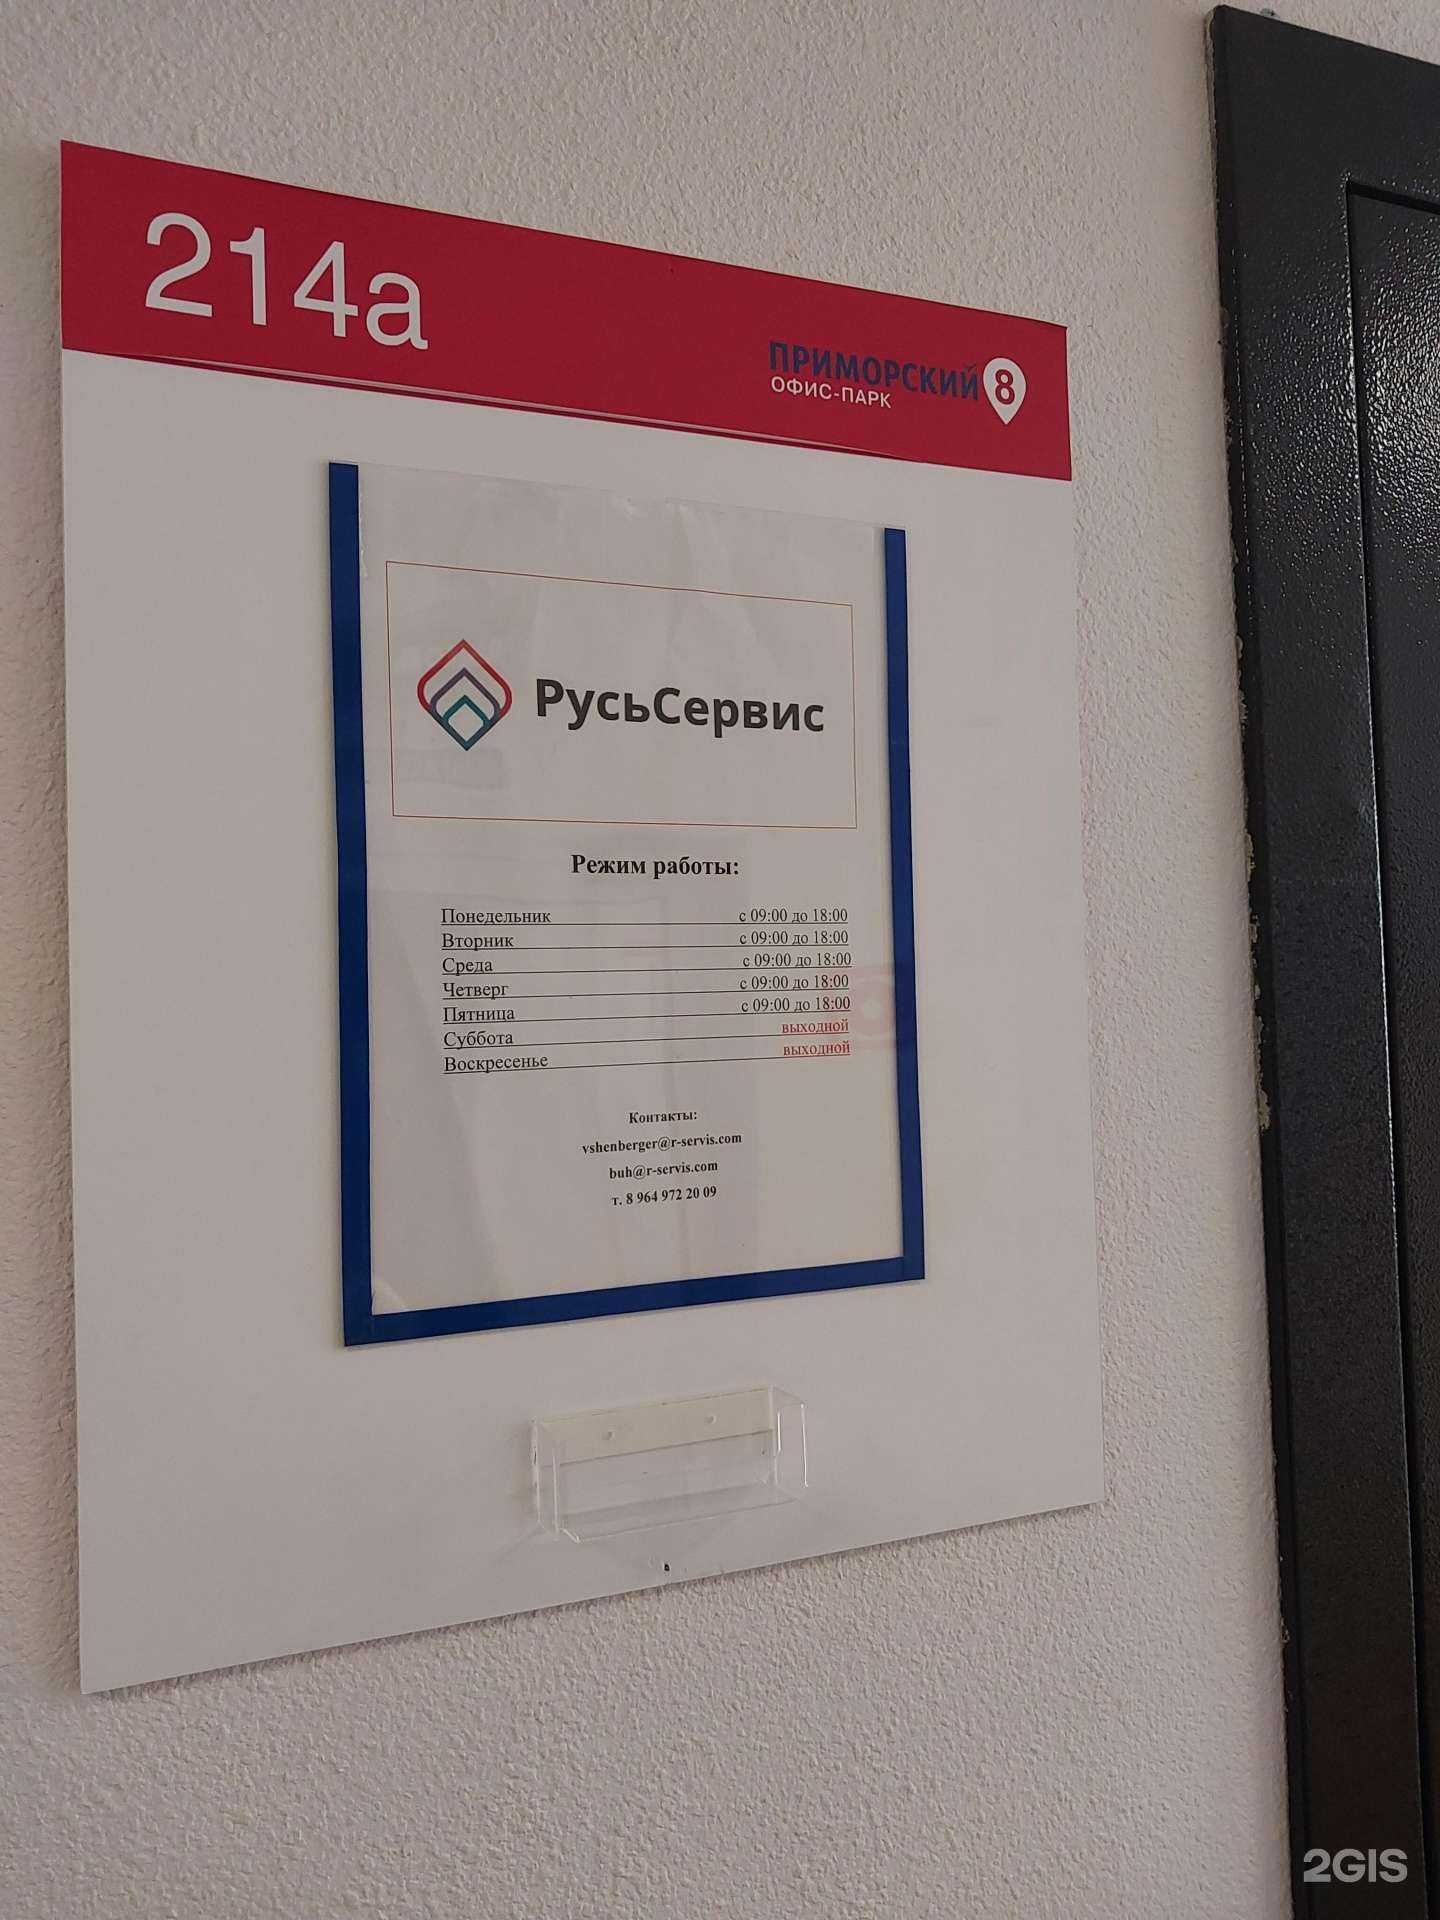 214а
ПРИМОРСКИЙ 8
ОФИС-ПАРК
РусьСервис
Режим работы:
Понедельник с 09:00 до 18:00
Вторник с 09:00 до 18:00
Среда с 09:00 до 18:00
Четверг с 09:00 до 18:00
Пятница с 09:00 до 18:00
Суббота выходной
Воскресенье выходной
Контакты:
vshenberger@r-servis.com
buh@r-servis.com
т. 8 964 972 20 09
2GIS